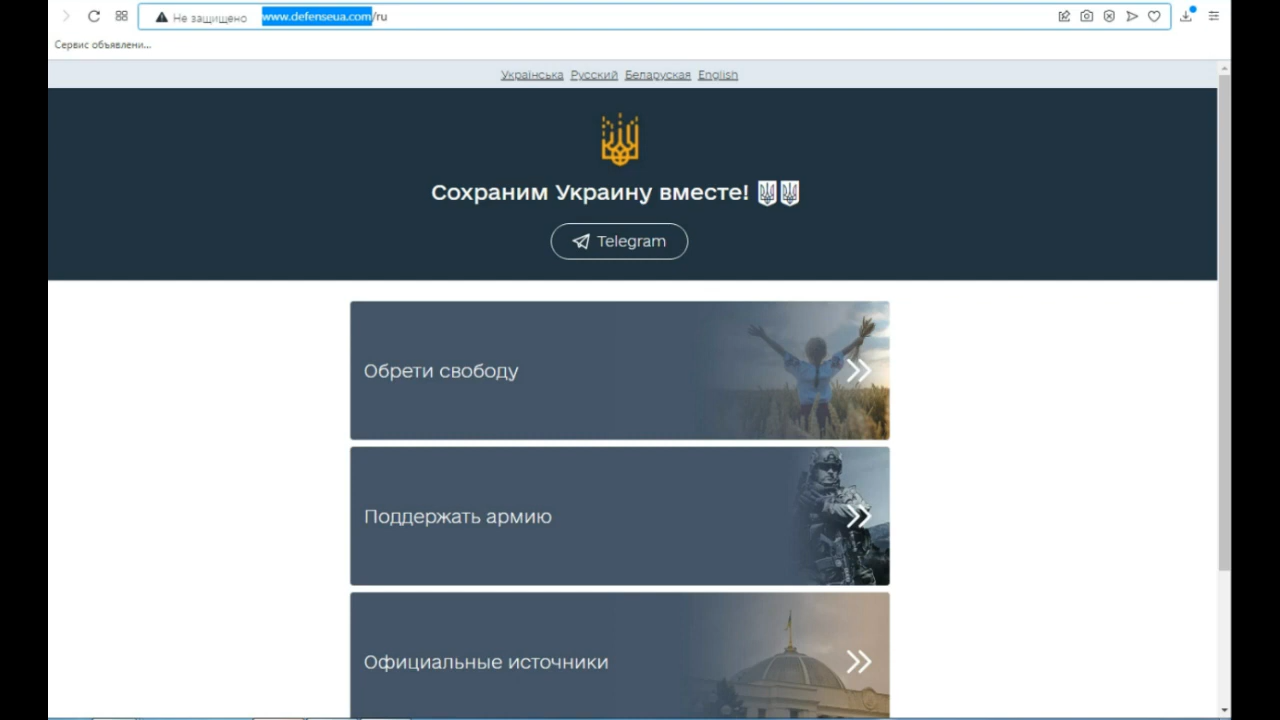 Не защищено www.defenseua.com/ru
Сервис объявлени...
Українська Русский Беларуская English
Сохраним Украину вместе!
Telegram
Обрети свободу
Поддержать армию
Официальные источники